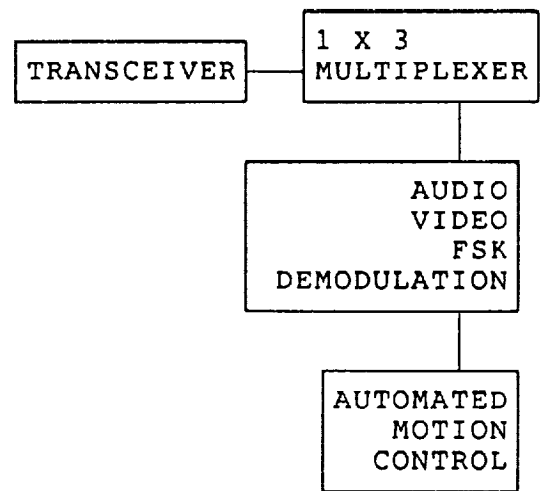 TRANSCEIVER
1 X 3
MULTIPLEXER
AUDIO
VIDEO
FSK
DEMODULATION
AUTOMATED
MOTION
CONTROL